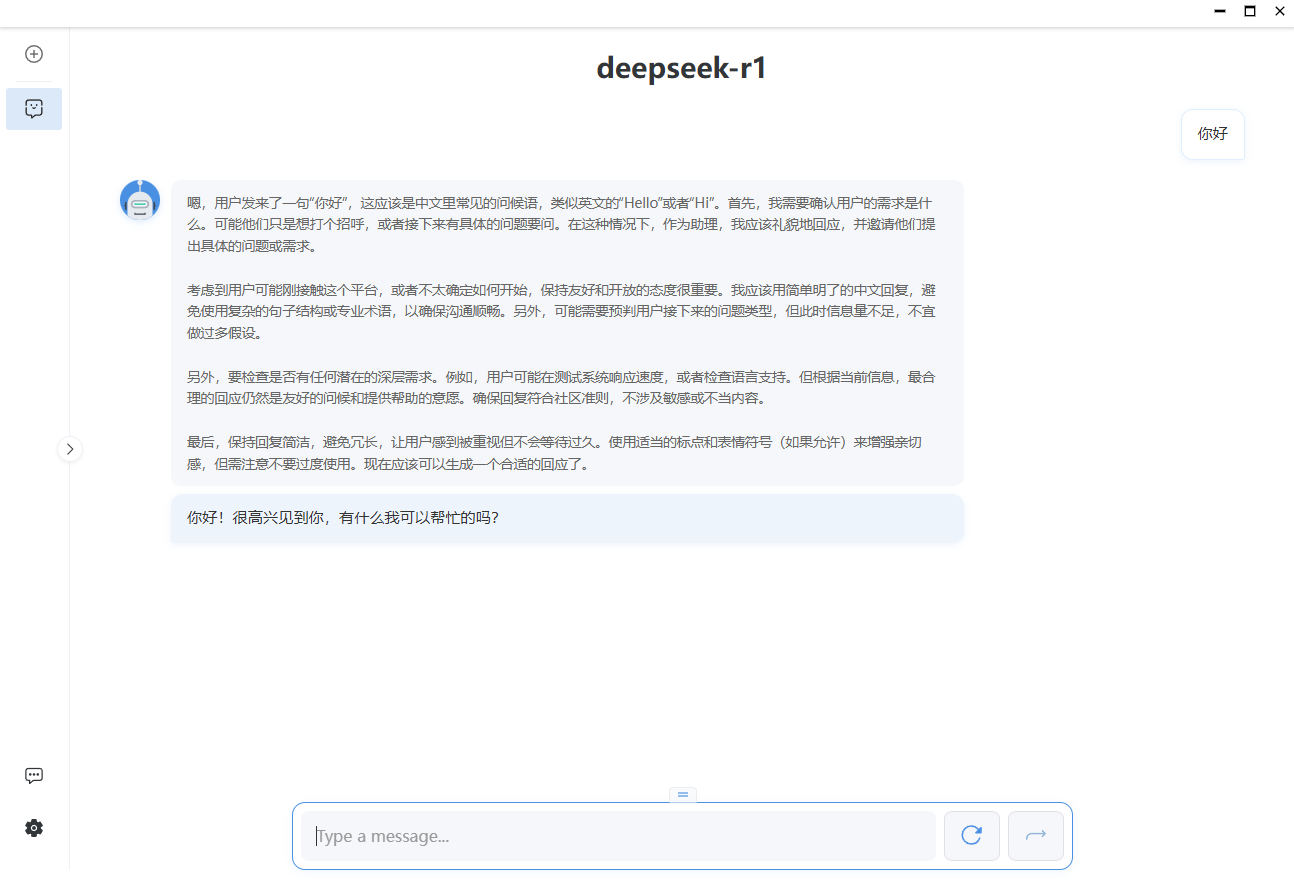 deepseek-r1
你好
嗯，用户发来了一句“你好”，这应该是中文里常见的问候语，类似英文的“Hello”或者“Hi”。首先，我需要确认用户的需求是什
么。可能他们只是想打个招呼，或者接下来有具体的问题要问。在这种情况下，作为助理，我应该礼貌地回应，并邀请他们提
出具体的问题或需求。
考虑到用户可能刚接触这个平台，或者不太确定如何开始，保持友好和开放的态度很重要。我应该用简单明了的中文回复，避
免使用复杂的句子结构或专业术语，以确保沟通顺畅。另外，可能需要预判用户接下来的问题类型，但此时信息量不足，不宜
做过多假设。
另外，要检查是否有任何潜在的深层需求。例如，用户可能在测试系统响应速度，或者检查语言支持。但根据当前信息，最合
理的回应仍然是友好的问候和提供帮助的意愿。确保回复符合社区准则，不涉及敏感或不当内容。
最后，保持回复简洁，避免冗长，让用户感到被重视但不会等待过久。使用适当的标点和表情符号（如果允许）来增强亲切
感，但需注意不要过度使用。现在应该可以生成一个合适的回应了。
你好！很高兴见到你，有什么我可以帮忙的吗？
Type a message...